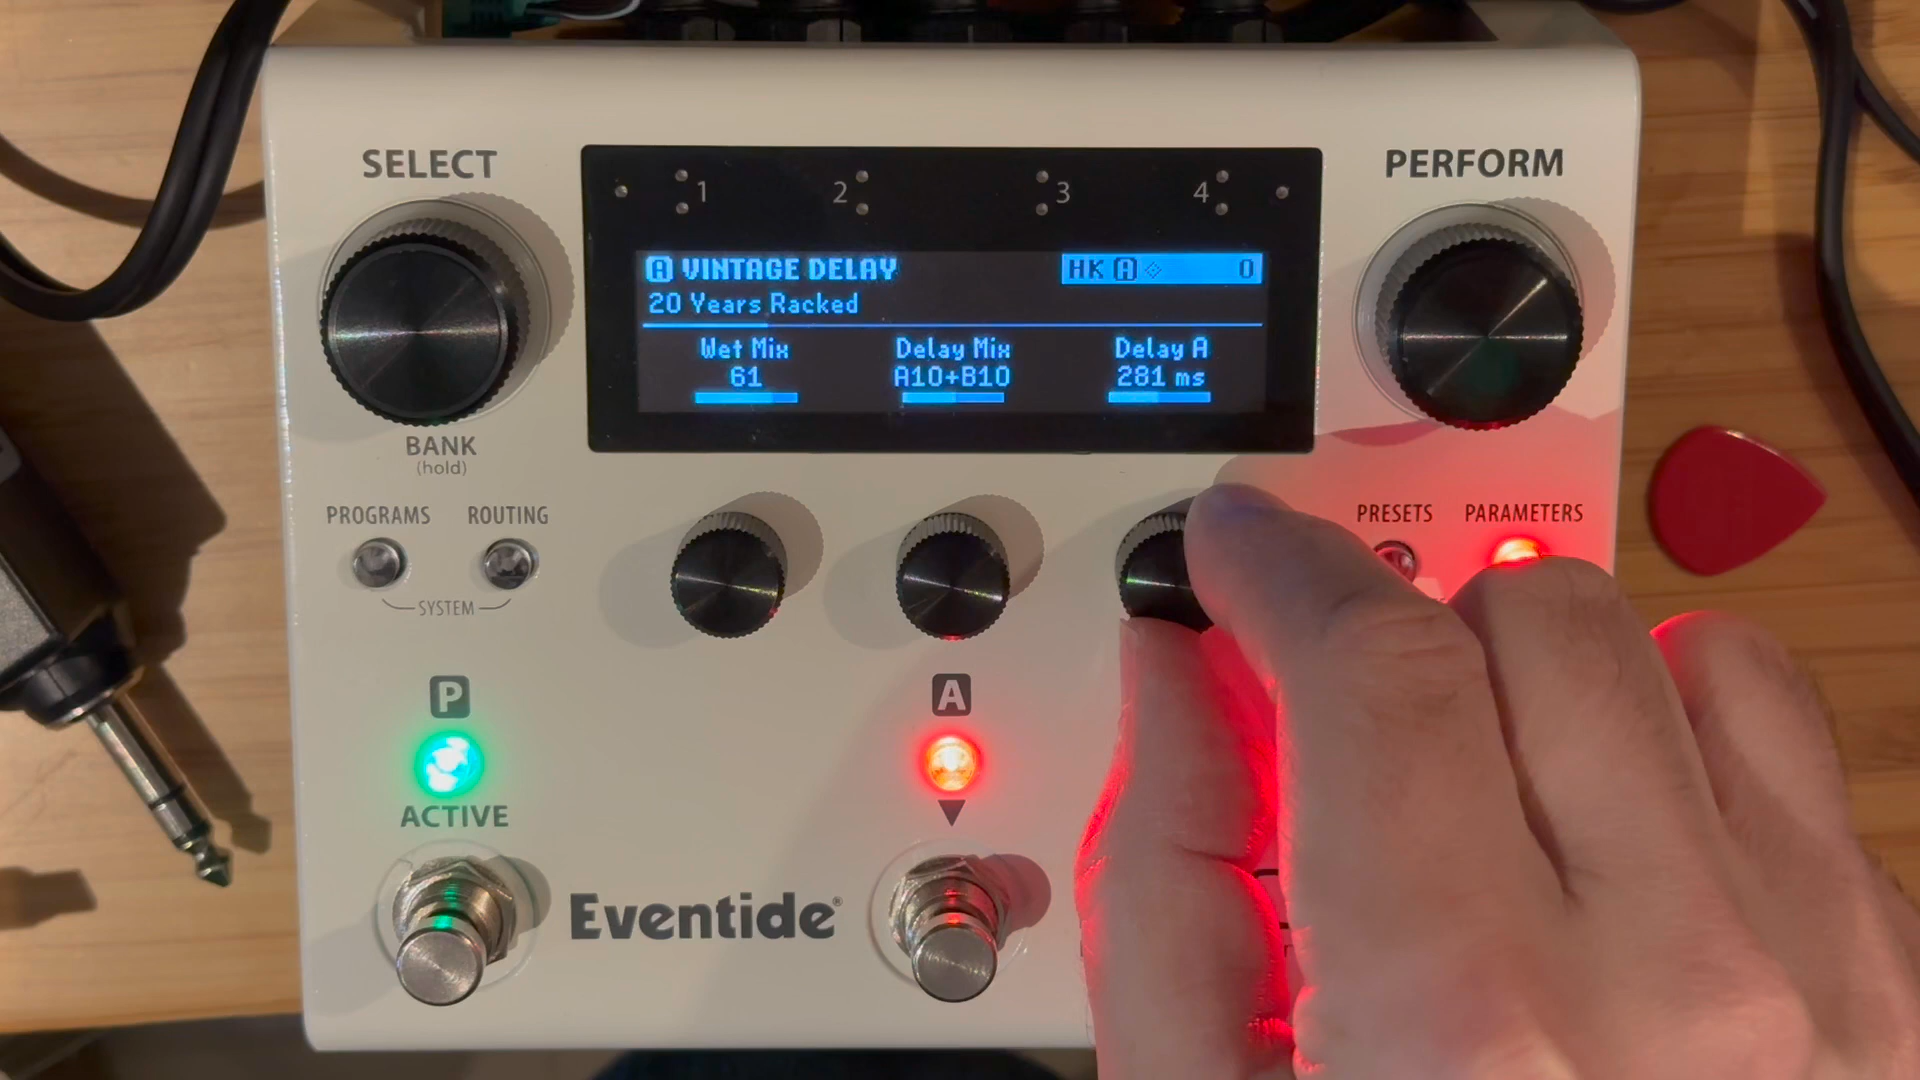 SELECT
PERFORM
1 2 3 4
A VINTAGE DELAY
HK A 0
20 Years Racked
Wet Mix Delay Mix Delay A
61 A10+B10 281 ms
BANK
(hold)
PROGRAMS ROUTING
PRESETS PARAMETERS
SYSTEM
P
A
ACTIVE
Eventide®